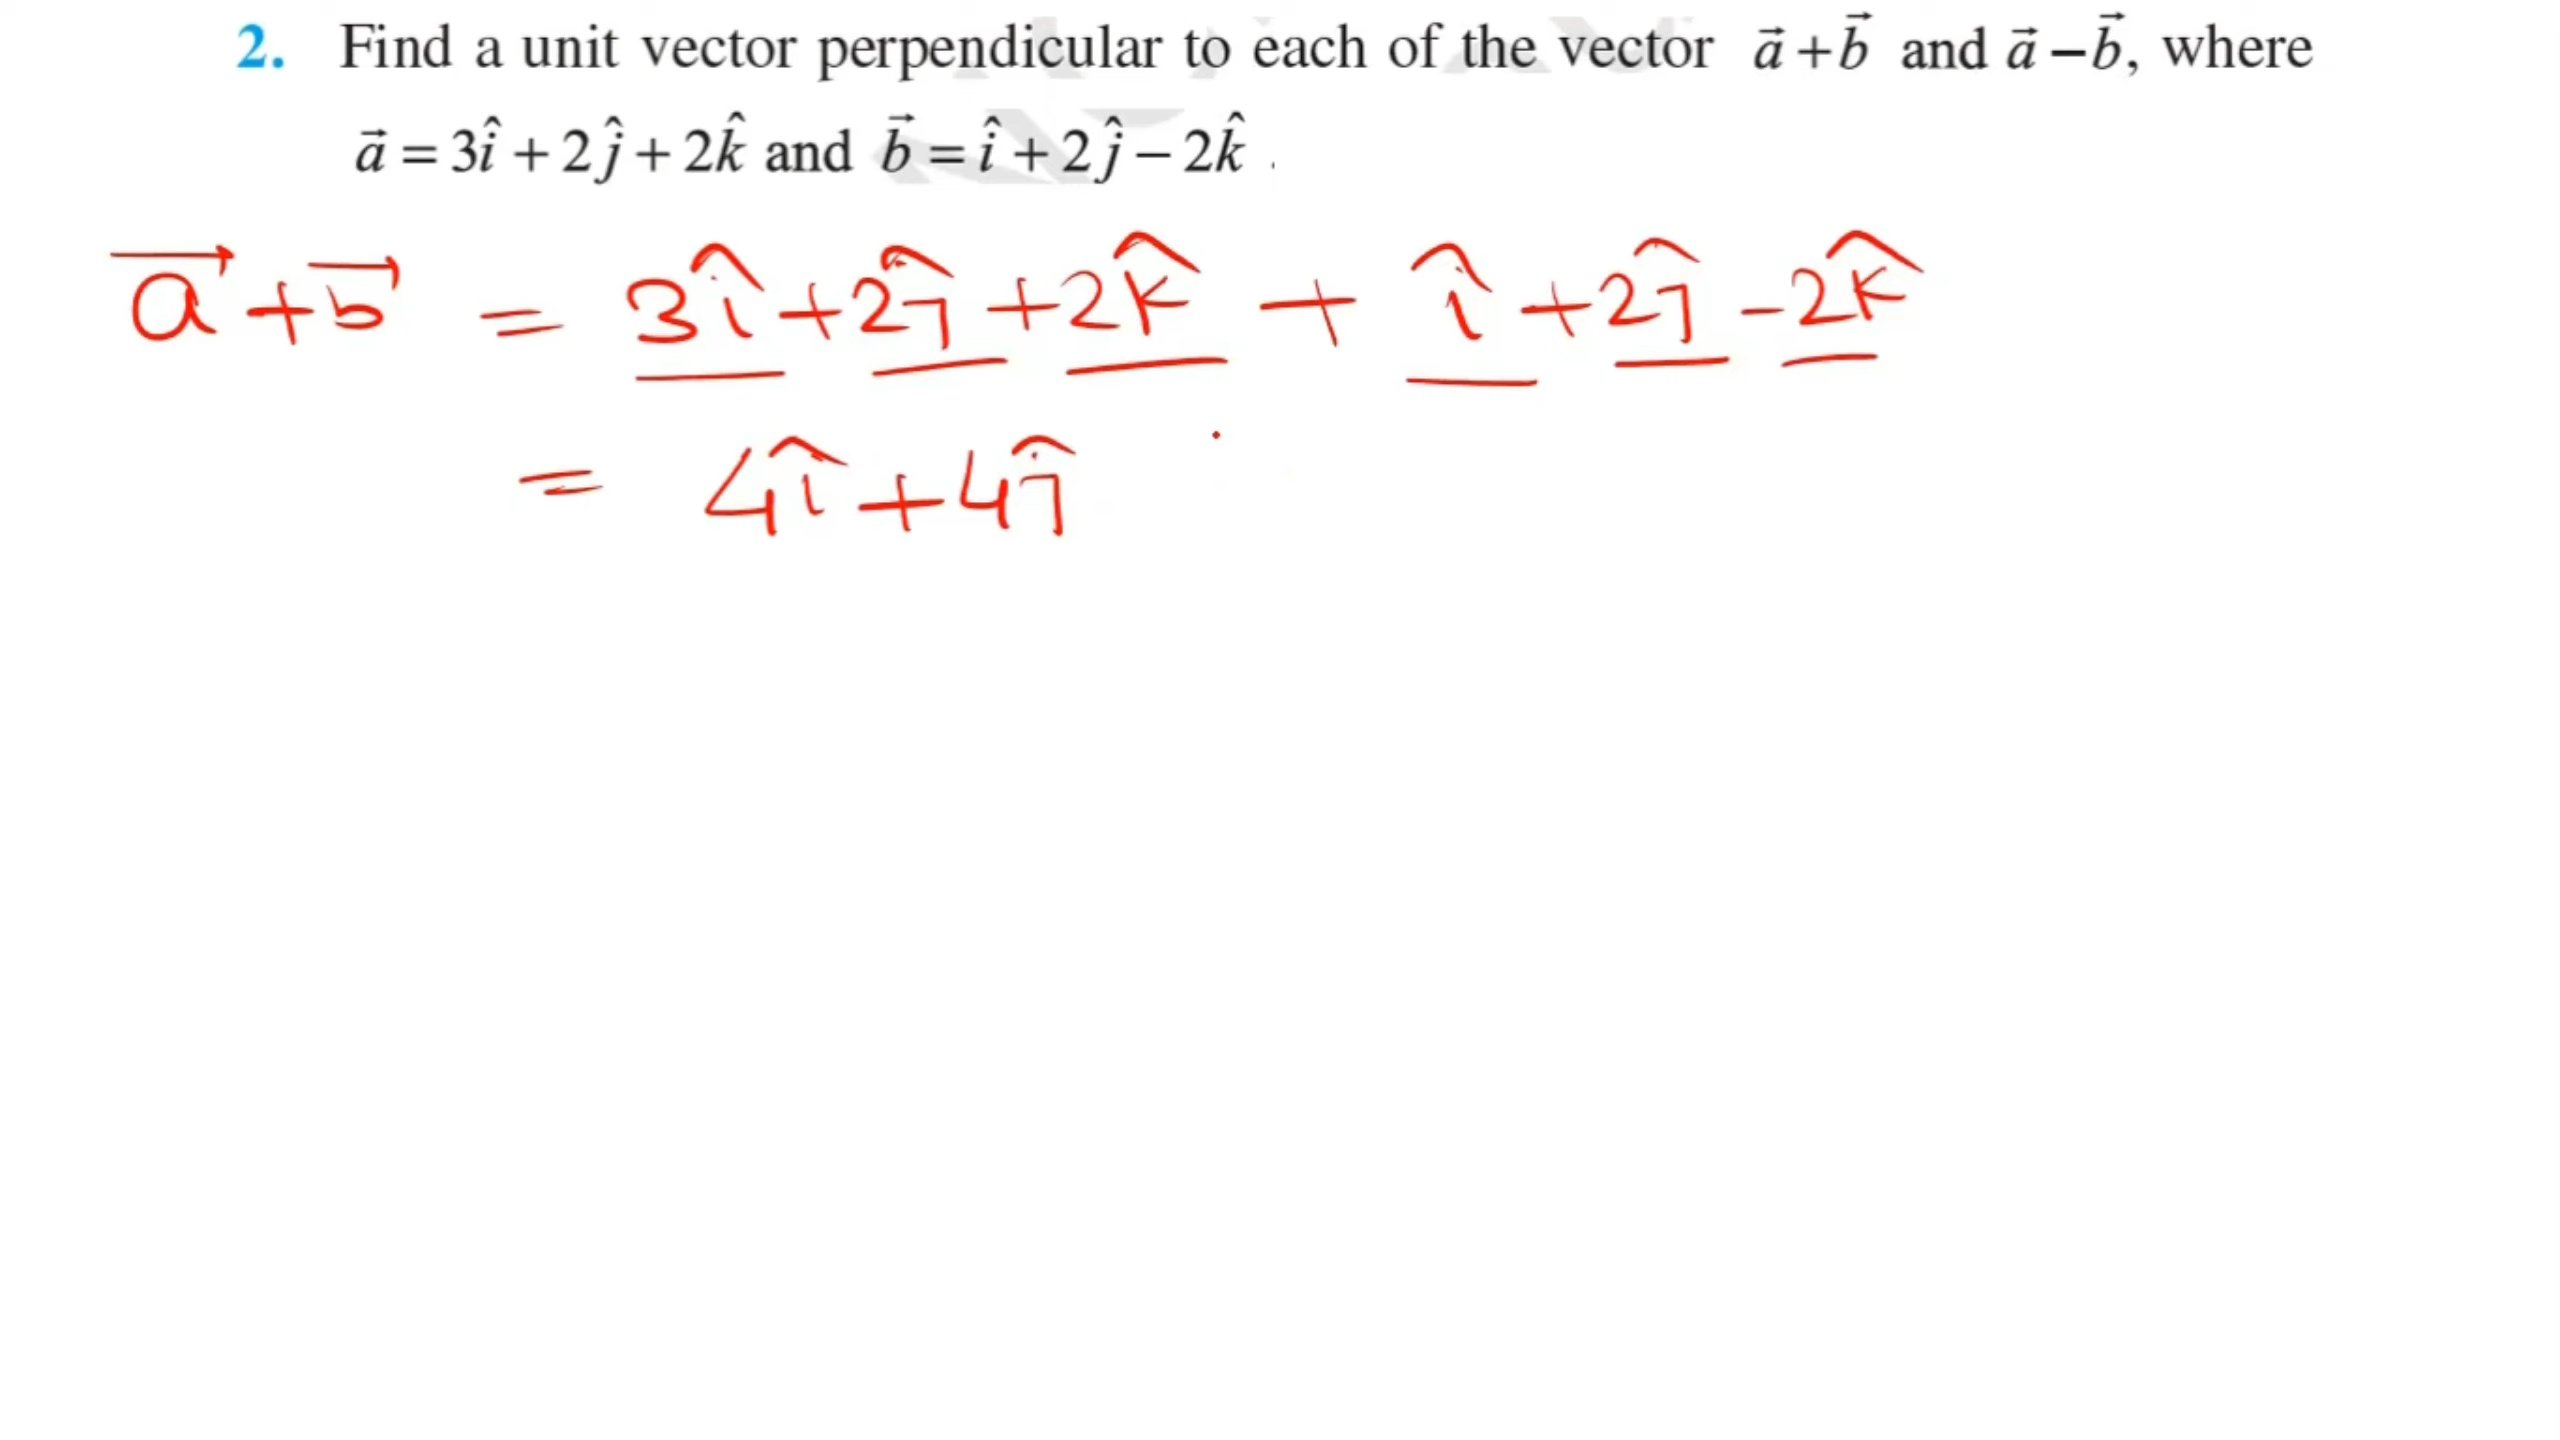 2. Find a unit vector perpendicular to each of the vector a⃗ + b⃗ and a⃗ − b⃗, where
a⃗ = 3î + 2ĵ + 2k̂ and b⃗ = î + 2ĵ − 2k̂ .
a⃗ + b⃗ = 3î + 2ĵ + 2k̂ + î + 2ĵ − 2k̂
= 4î + 4ĵ